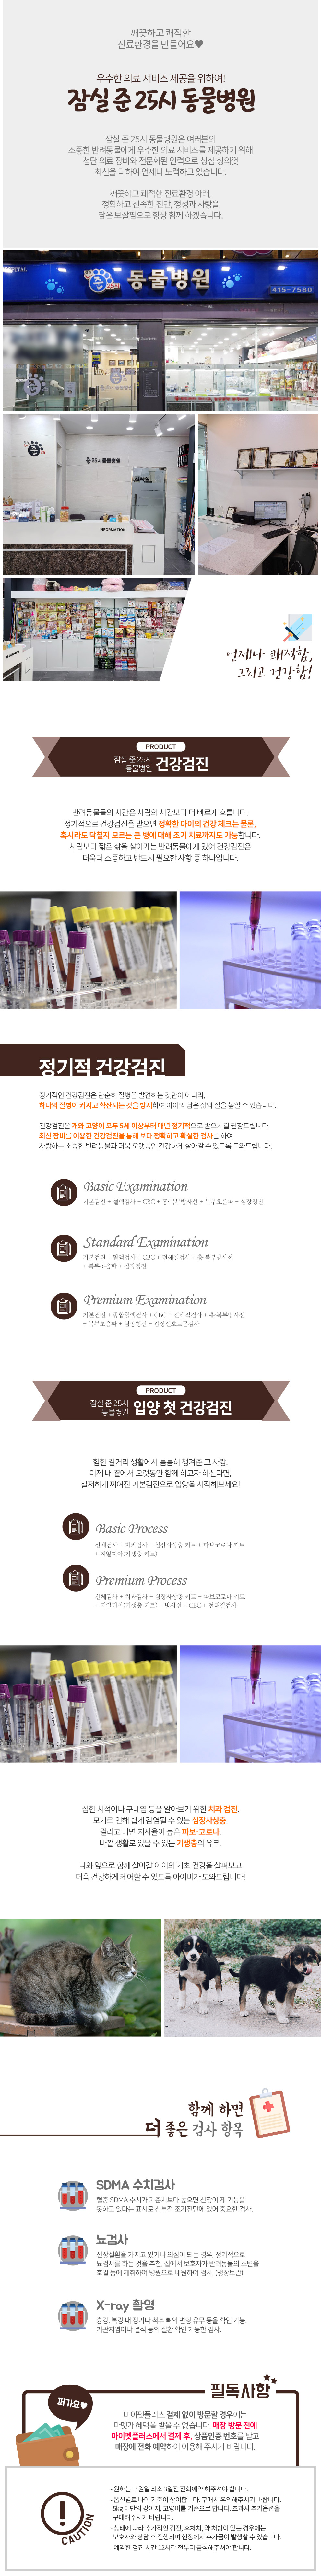 깨끗하고 쾌적한
진료환경을 만들어요♥
우수한 의료 서비스 제공을 위하여!
잠실 준 25시 동물병원
잠실 준 25시 동물병원은 여러분의
소중한 반려동물에게 우수한 의료 서비스를 제공하기 위해
첨단 의료 장비와 전문화된 인력으로 성심 성의껏
최선을 다하여 언제나 노력하고 있습니다.
깨끗하고 쾌적한 진료환경 아래,
정확하고 신속한 진단, 정성과 사랑을
담은 보살핌으로 항상 함께 하겠습니다.
준 동물병원
415-7580
준25시동물병원
INFORMATION
언제나 쾌적함,
그리고 건강함!
PRODUCT
잠실 준 25시
동물병원 건강검진
반려동물들의 시간은 사람의 시간보다 더 빠르게 흐릅니다.
정기적으로 건강검진을 받으면 정확한 아이의 건강 체크는 물론,
혹시라도 닥칠지 모르는 큰 병에 대해 조기 치료까지도 가능합니다.
사람보다 짧은 삶을 살아가는 반려동물에게 있어 건강검진은
더욱더 소중하고 반드시 필요한 사항 중 하나입니다.
정기적 건강검진
정기적인 건강검진은 단순히 질병을 발견하는 것만이 아니라,
하나의 질병이 커지고 확산되는 것을 방지하여 아이의 남은 삶의 질을 높일 수 있습니다.
건강검진은 개와 고양이 모두 5세 이상부터 매년 정기적으로 받으시길 권장드립니다.
최신 장비를 이용한 건강검진을 통해 보다 정확하고 확실한 검사를 하여
사랑하는 소중한 반려동물과 더욱 오랫동안 건강하게 살아갈 수 있도록 도와드립니다.
Basic Examination
기본검진 + 혈액검사 + CBC + 흉·복부방사선 + 복부초음파 + 심장청진
Standard Examination
기본검진 + 혈액검사 + CBC + 전해질검사 + 흉·복부방사선
+ 복부초음파 + 심장청진
Premium Examination
기본검진 + 종합혈액검사 + CBC + 전해질검사 + 흉·복부방사선
+ 복부초음파 + 심장청진 + 갑상선호르몬검사
PRODUCT
잠실 준 25시
동물병원 입양 첫 건강검진
험한 길거리 생활에서 틈틈히 챙겨준 그 사랑.
이제 내 곁에서 오랫동안 함께 하고자 하신다면,
철저하게 짜여진 기본검진으로 입양을 시작해보세요!
Basic Process
신체검사 + 치과검사 + 심장사상충 키트 + 파보코로나 키트
+ 지알디아(기생충 키트)
Premium Process
신체검사 + 치과검사 + 심장사상충 키트 + 파보코로나 키트
+ 지알디아(기생충 키트) + 방사선 + CBC + 전해질검사
심한 치석이나 구내염 등을 알아보기 위한 치과 검진.
모기로 인해 쉽게 감염될 수 있는 심장사상충.
걸리고 나면 치사율이 높은 파보·코로나.
바깥 생활로 있을 수 있는 기생충의 유무.
나와 앞으로 함께 살아갈 아이의 기초 건강을 살펴보고
더욱 건강하게 케어할 수 있도록 아이비가 도와드립니다!
함께 하면
더 좋은 검사 항목
SDMA 수치검사
혈중 SDMA 수치가 기준치보다 높으면 신장이 제 기능을
못하고 있다는 표시로 신부전 조기진단에 있어 중요한 검사.
뇨검사
신장질환을 가지고 있거나 의심이 되는 경우, 정기적으로
뇨검사를 하는 것을 추천. 집에서 보호자가 반려동물의 소변을
호일 등에 채취하여 병원으로 내원하여 검사. (냉장보관)
X-ray 촬영
흉강, 복강 내 장기나 척추 뼈의 변형 유무 등을 확인 가능.
기관지염이나 결석 등의 질환 확인 가능한 검사.
필독사항
퍼가요♥
마이펫플러스 결제 없이 방문할 경우에는
마펫가 혜택을 받을 수 없습니다. 매장 방문 전에
마이펫플러스에서 결제 후, 상품인증 번호를 받고
매장에 전화 예약하여 이용해 주시기 바랍니다.
CAUTION
- 원하는 내원일 최소 3일전 전화예약 해주셔야 합니다.
- 옵션별로 나이 기준이 상이합니다. 구매시 유의해주시기 바랍니다.
5kg 미만의 강아지, 고양이를 기준으로 합니다. 초과시 추가옵션을
구매해주시기 바랍니다.
- 상태에 따라 추가적인 검진, 후처치, 약 처방이 있는 경우에는
보호자와 상담 후 진행되며 현장에서 추가금이 발생할 수 있습니다.
- 예약한 검진 시간 12시간 전부터 금식해주셔야 합니다.